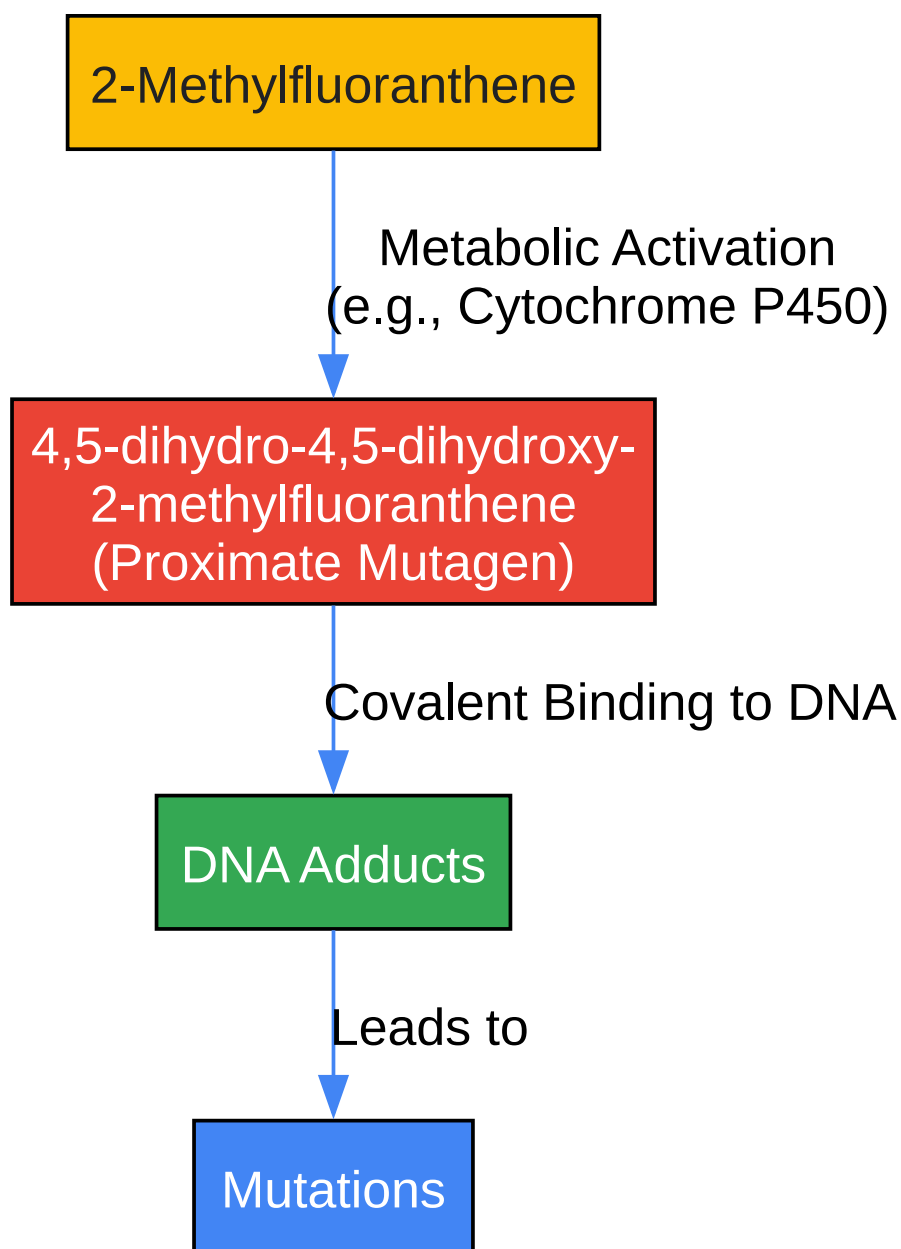 2-Methylfluoranthene
Metabolic Activation
(e.g., Cytochrome P450)
4,5-dihydro-4,5-dihydroxy-
2-methylfluoranthene
(Proximate Mutagen)
Covalent Binding to DNA
DNA Adducts
Leads to
Mutations